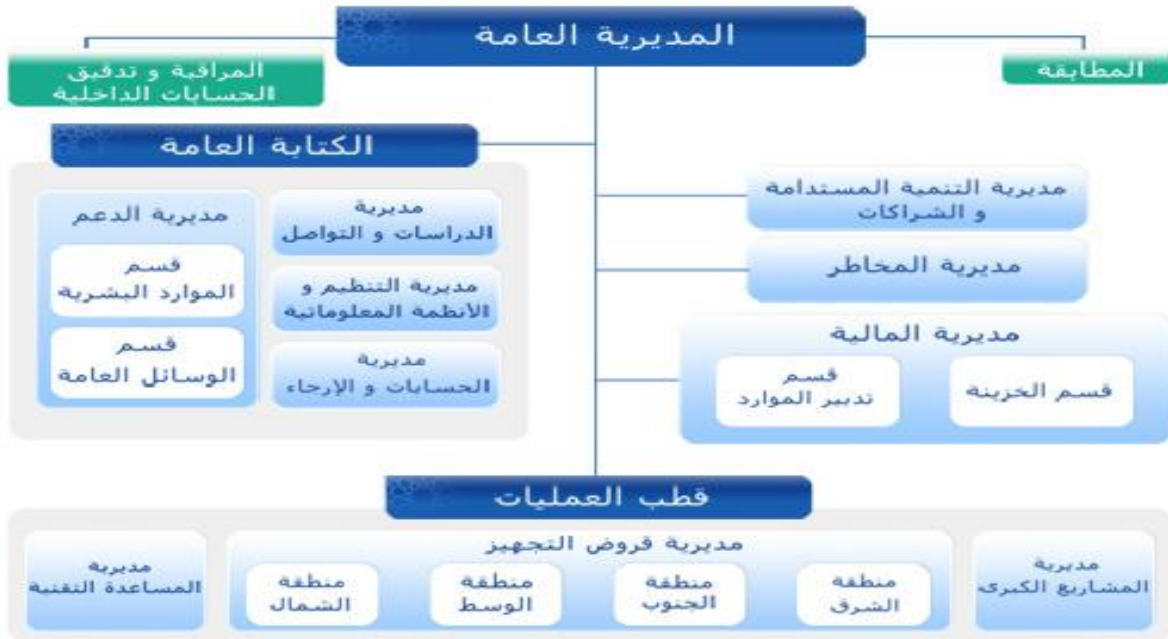 المديرية العامة
المطابقة
المراقبة و تدقيق
الحسابات الداخلية
الكتابة العامة
مديرية التنمية المستدامة
و الشراكات
مديرية المخاطر
مديرية المالية
قسم الخزينة
قسم
تدبير الموارد
مديرية
الدراسات و التواصل
مديرية التنظيم و
الأنظمة المعلوماتية
مديرية
الحسابات و الإرجاء
مديرية الدعم
قسم
الموارد البشرية
قسم
الوسائل العامة
قطب العمليات
مديرية
المشاريع الكبرى
مديرية قروض التجهيز
منطقة
الشرق
منطقة
الجنوب
منطقة
الوسط
منطقة
الشمال
مديرية
المساعدة التقنية